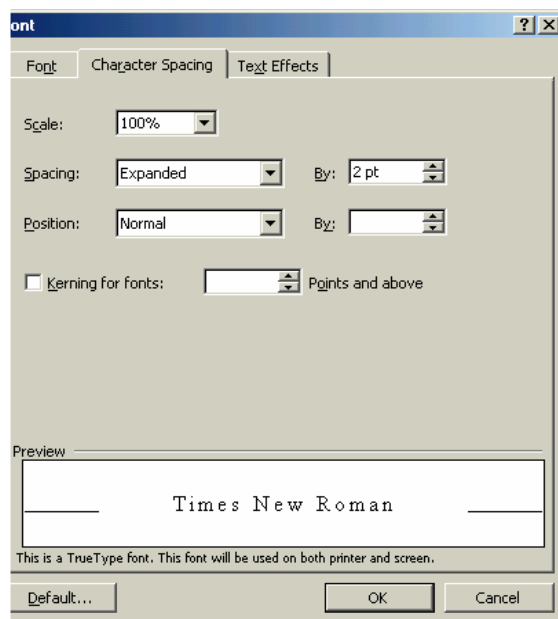 ont ? X
Font Character Spacing Text Effects
Scale: 100%
Spacing: Expanded By: 2 pt
Position: Normal By:
Kerning for fonts: Points and above
Preview
Times New Roman
This is a TrueType font. This font will be used on both printer and screen.
Default... OK Cancel